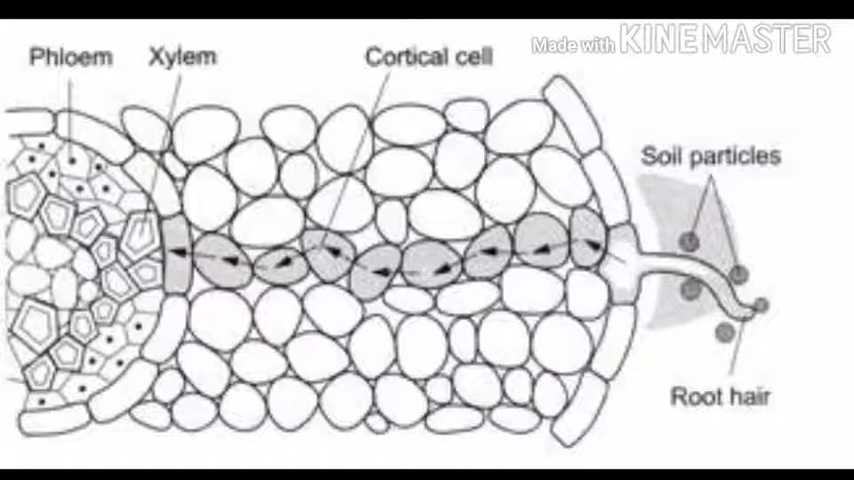 Made with KINEMASTER
Phloem
Xylem
Cortical cell
Soil particles
Root hair